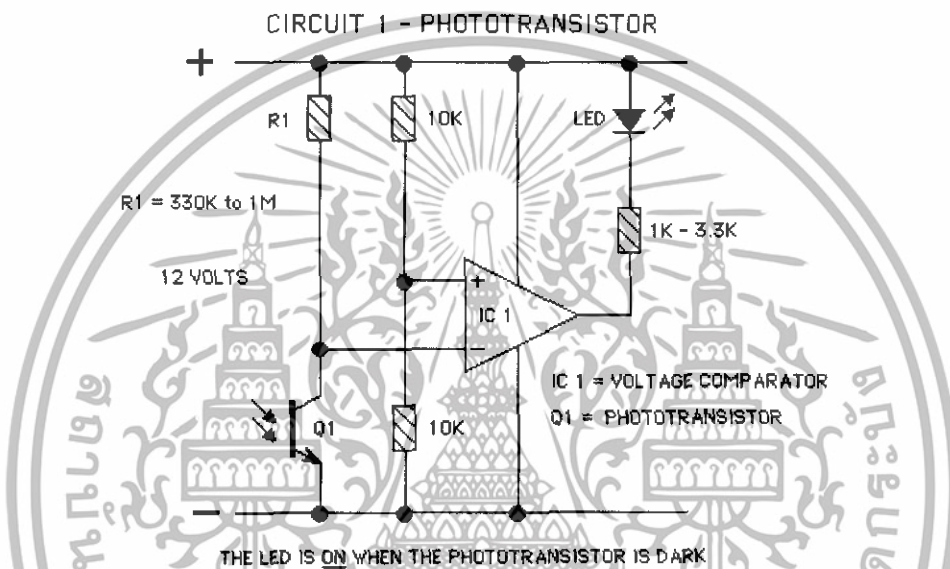 CIRCUIT 1 - PHOTOTRANSISTOR
+
R1
10K
LED
R1 = 330K to 1M
1K - 3.3K
12 VOLTS
+
IC 1
-
IC 1 = VOLTAGE COMPARATOR
Q1 = PHOTOTRANSISTOR
Q1
10K
-
THE LED IS ON WHEN THE PHOTOTRANSISTOR IS DARK